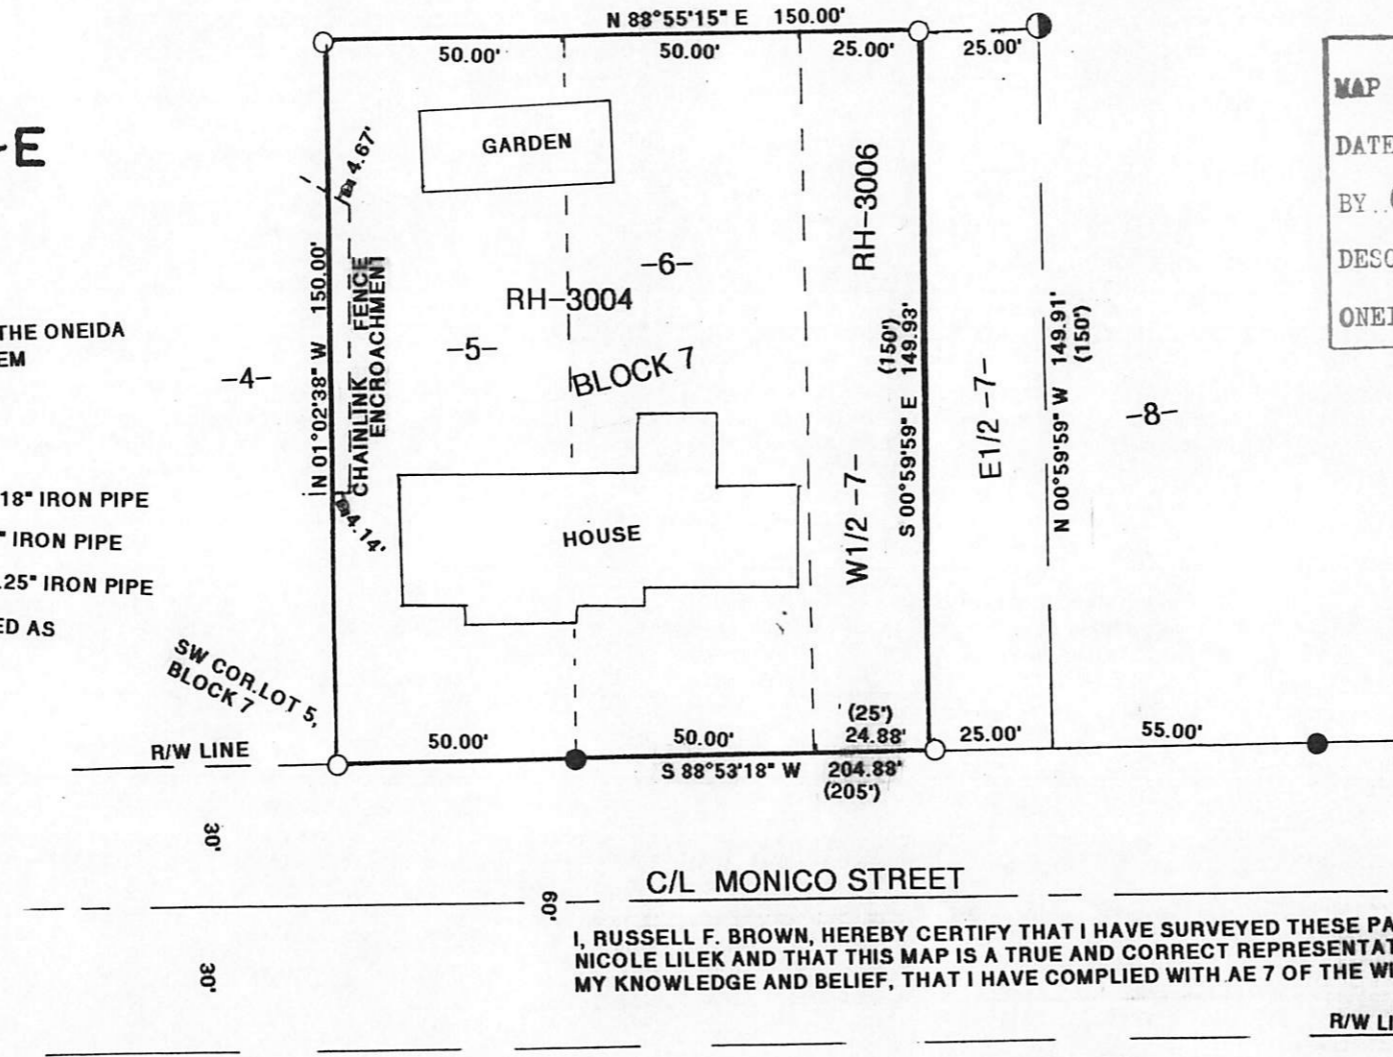 N 88°55'15" E 150.00'
50.00' 50.00' 25.00' 25.00'
MAP
DATE
BY
DESC
ONEI
E
GARDEN
4.67'
N 01°02'38" W 150.00'
CHAINLINK FENCE
ENCROACHMENT
RH-3006
-6-
RH-3004
-5-
BLOCK 7
-4-
THE ONEIDA
EM
(150')
S 00°59'59" E 149.93'
E1/2 -7-
N 00°59'59" W 149.91'
(150')
-8-
18" IRON PIPE
" IRON PIPE
.25" IRON PIPE
ED AS
4.14'
HOUSE
W1/2 -7-
SW COR.LOT 5,
BLOCK 7
R/W LINE
(25')
50.00' 50.00' 24.88' 25.00' 55.00'
S 88°53'18" W 204.88'
(205')
30'
C/L MONICO STREET
60'
30'
I, RUSSELL F. BROWN, HEREBY CERTIFY THAT I HAVE SURVEYED THESE PA
NICOLE LILEK AND THAT THIS MAP IS A TRUE AND CORRECT REPRESENTAT
MY KNOWLEDGE AND BELIEF, THAT I HAVE COMPLIED WITH AE 7 OF THE WI
R/W LI